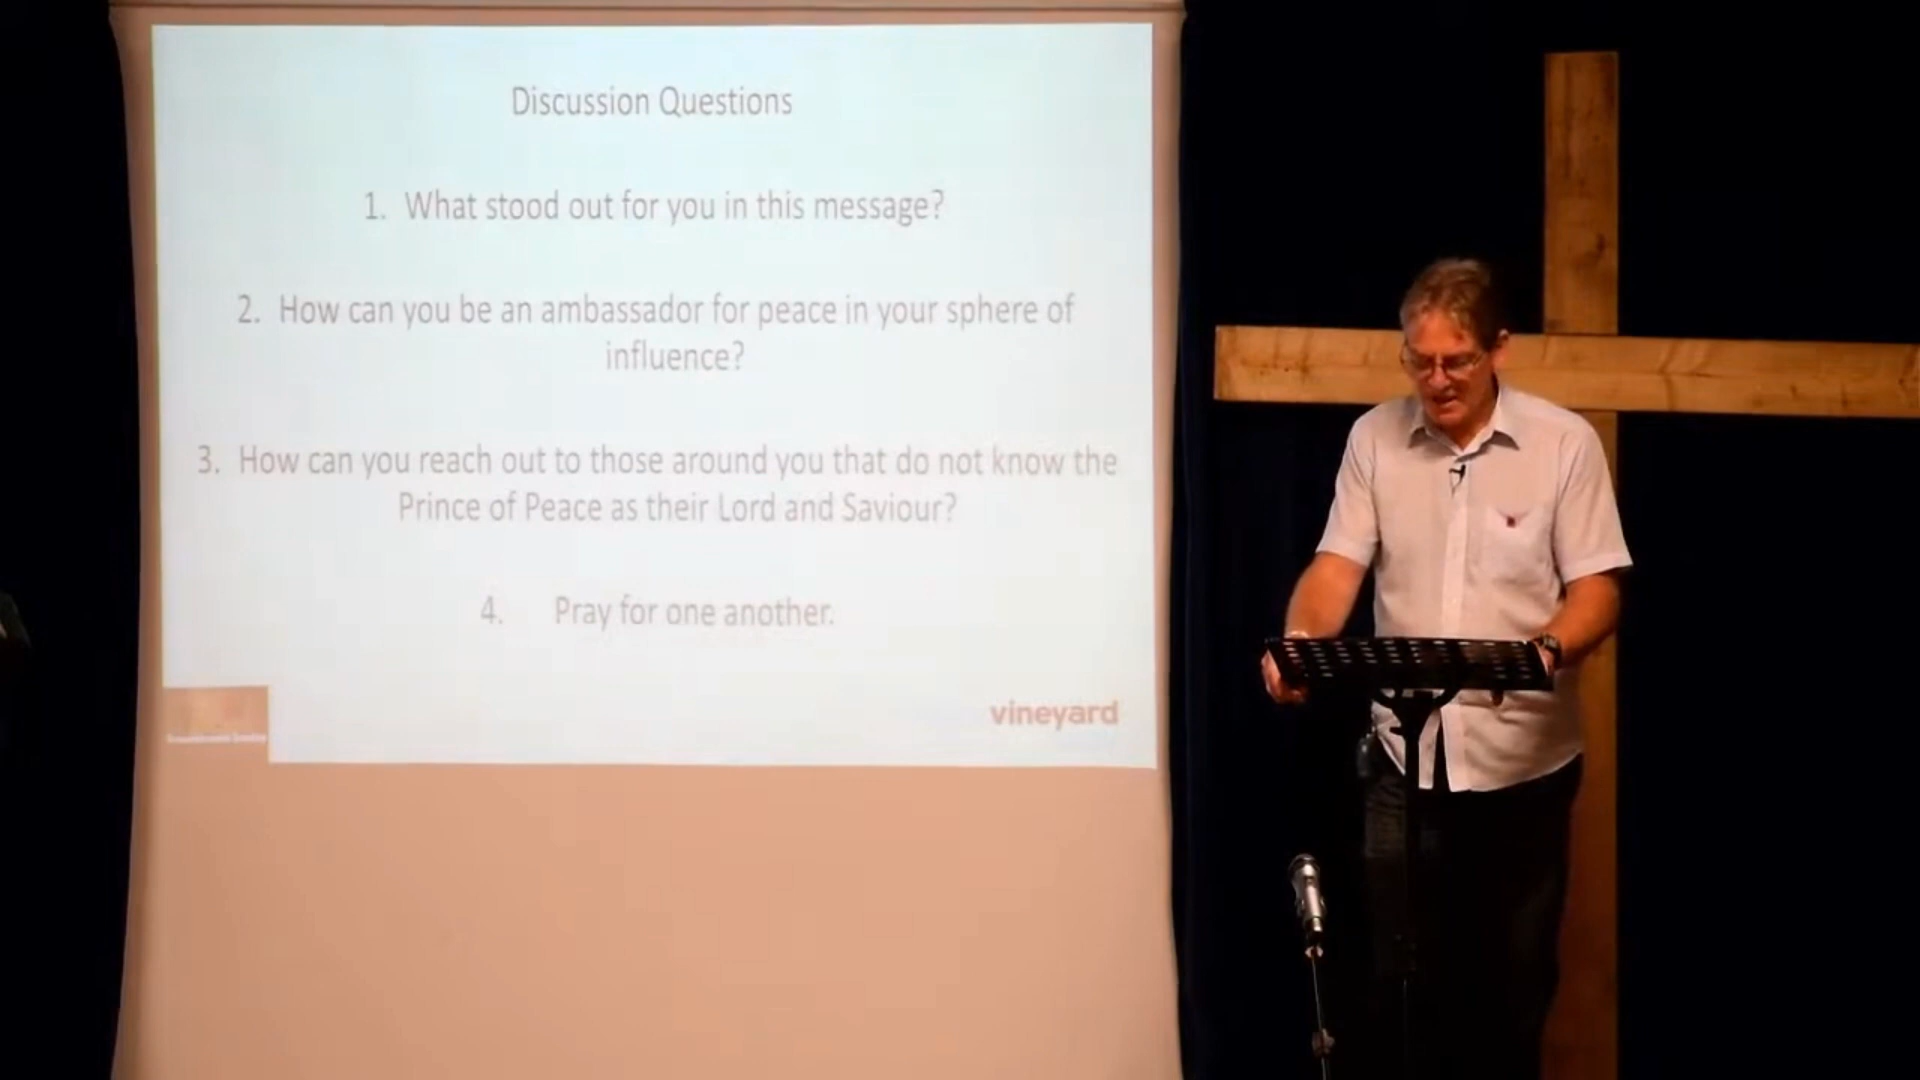 Discussion Questions
1. What stood out for you in this message?
2. How can you be an ambassador for peace in your sphere of
influence?
3. How can you reach out to those around you that do not know the
Prince of Peace as their Lord and Saviour?
4. Pray for one another.
vineyard